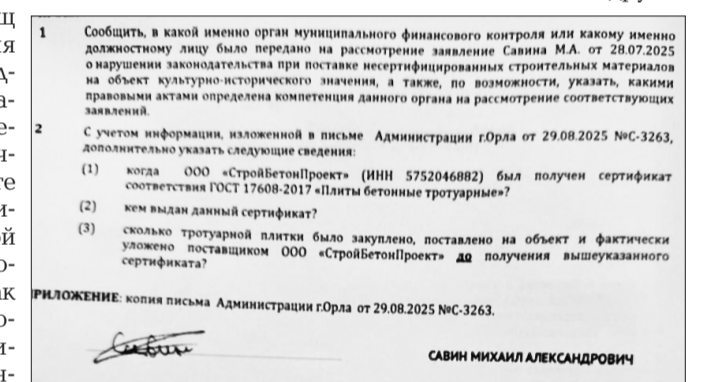 1 Сообщить, в какой именно орган муниципального финансового контроля или какому именно
должностному лицу было передано на рассмотрение заявление Савина М.А. от 28.07.2025
о нарушении законодательства при поставке несертифицированных строительных материалов
на объект культурно-исторического значения, а также, по возможности, указать, какими
правовыми актами определена компетенция данного органа на рассмотрение соответствующих
заявлений.
2 С учетом информации, изложенной в письме Администрации г.Орла от 29.08.2025 №С-3263,
дополнительно указать следующие сведения:
(1) когда ООО «СтройБетонПроект» (ИНН 5752046882) был получен сертификат
соответствия ГОСТ 17608-2017 «Плиты бетонные тротуарные»?
(2) кем выдан данный сертификат?
(3) сколько тротуарной плитки было закуплено, поставлено на объект и фактически
уложено поставщиком ООО «СтройБетонПроект» до получения вышеуказанного
сертификата?
РИЛОЖЕНИЕ: копия письма Администрации г.Орла от 29.08.2025 №С-3263.
САВИН МИХАИЛ АЛЕКСАНДРОВИЧ